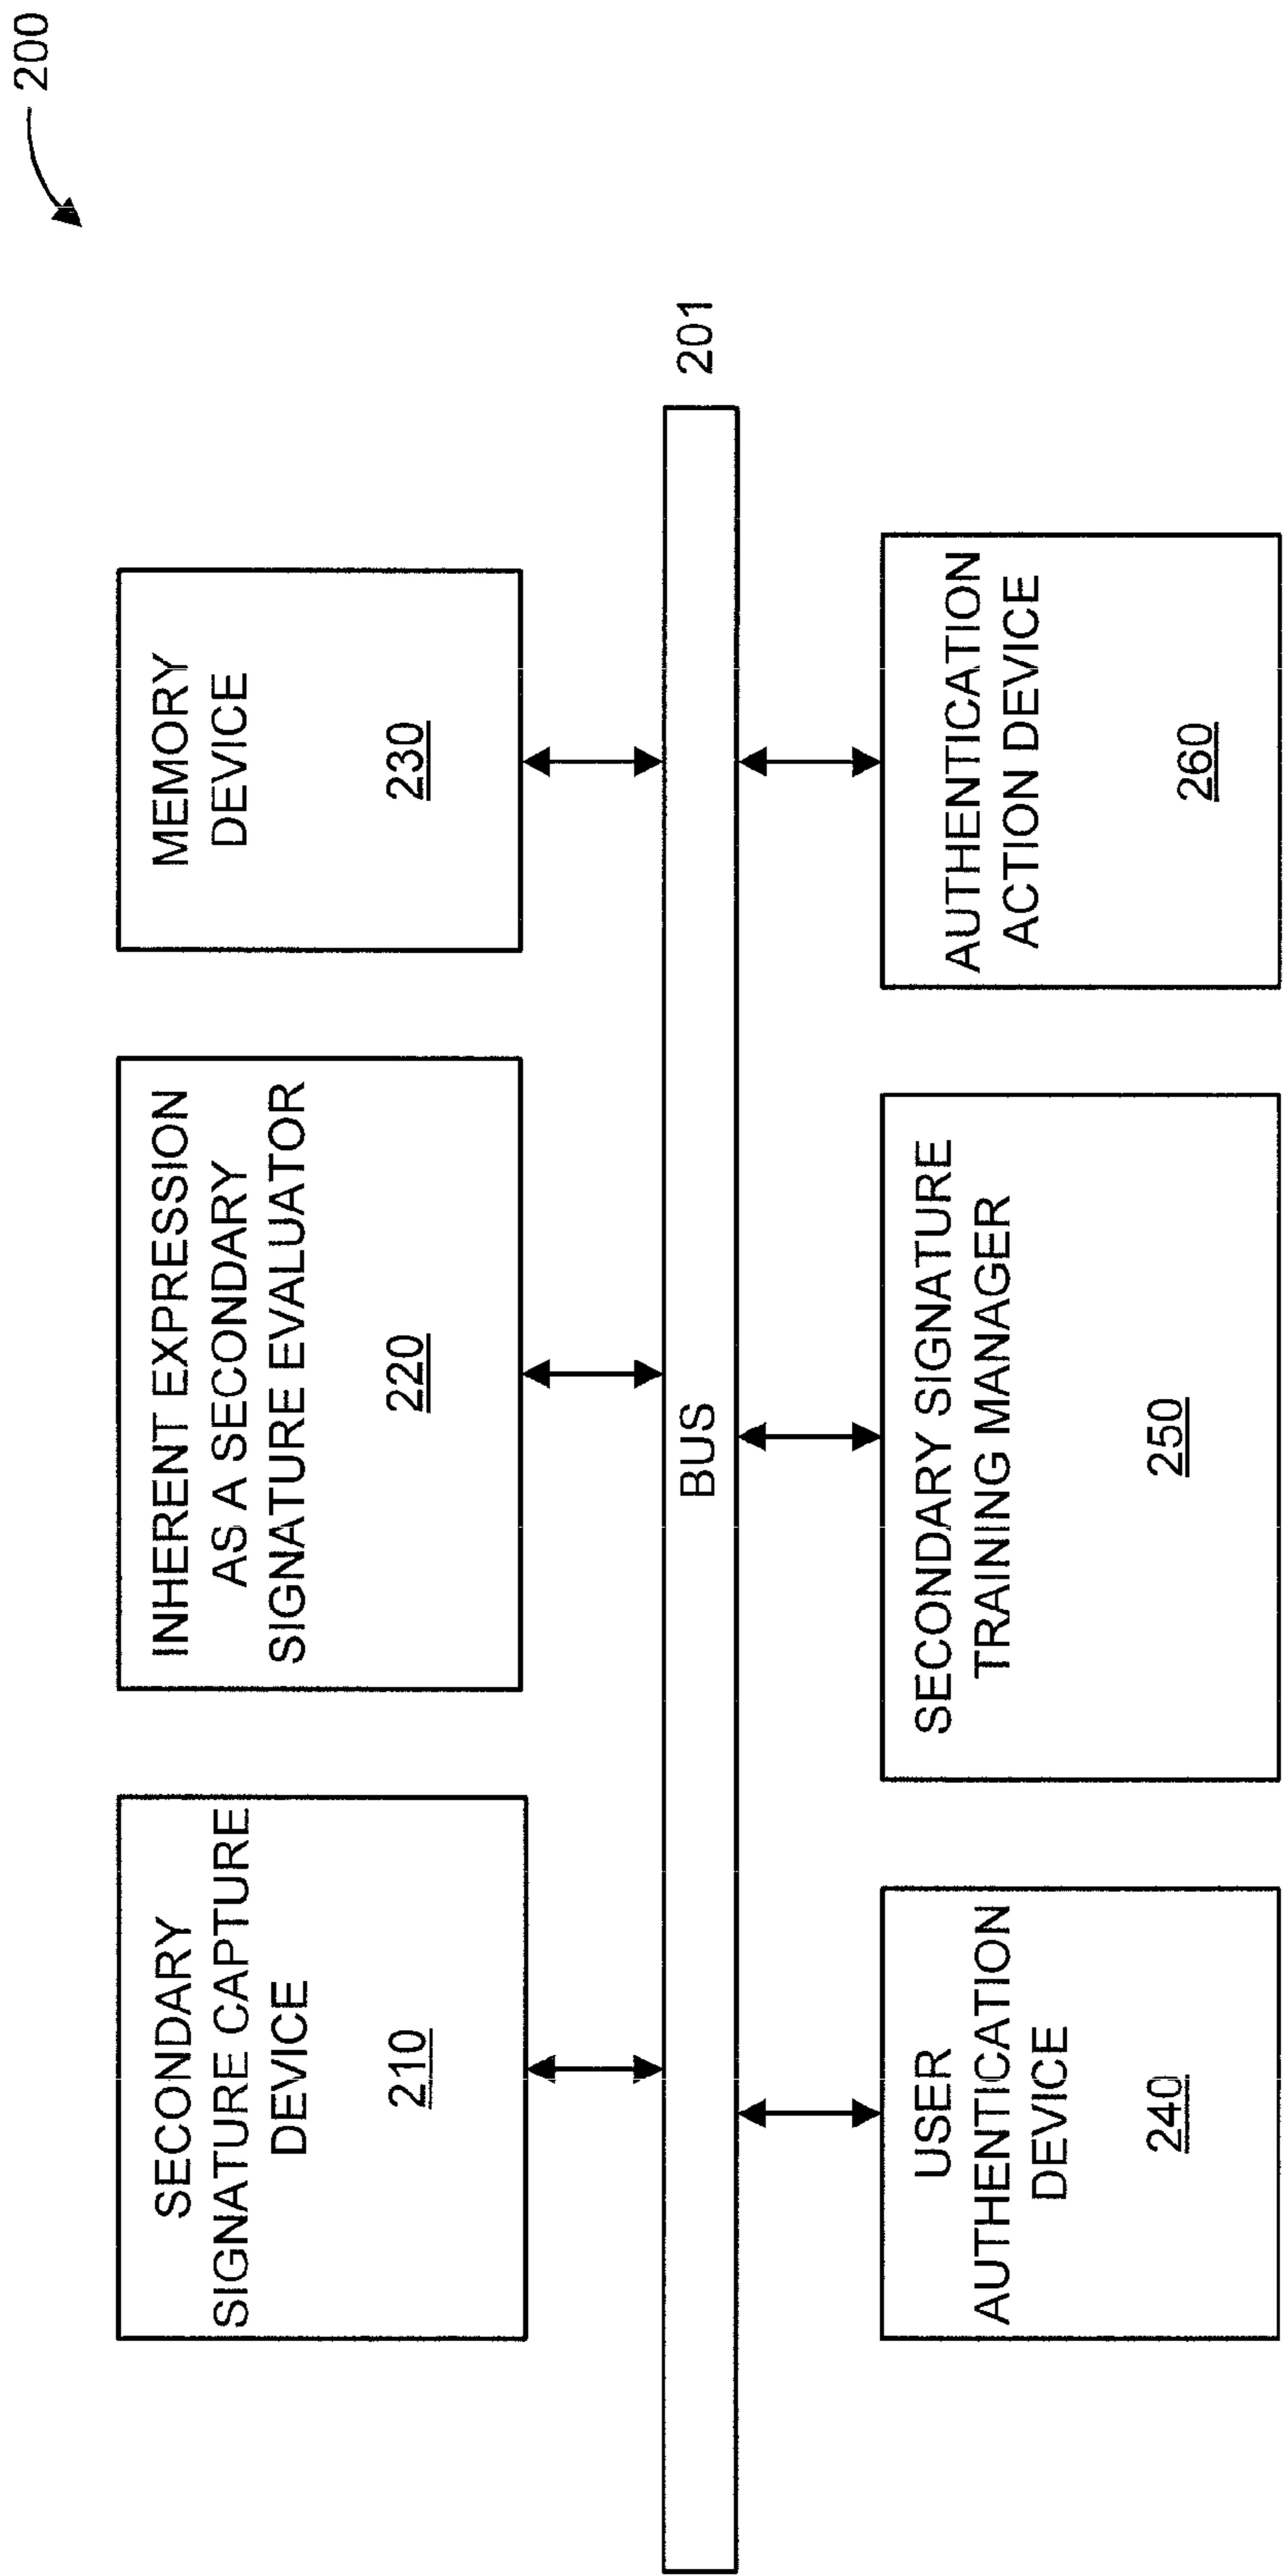 200
SECONDARY
SIGNATURE CAPTURE
DEVICE
210
INHERENT EXPRESSION
AS A SECONDARY
SIGNATURE EVALUATOR
220
MEMORY
DEVICE
230
BUS
201
USER
AUTHENTICATION
DEVICE
240
SECONDARY SIGNATURE
TRAINING MANAGER
250
AUTHENTICATION
ACTION DEVICE
260